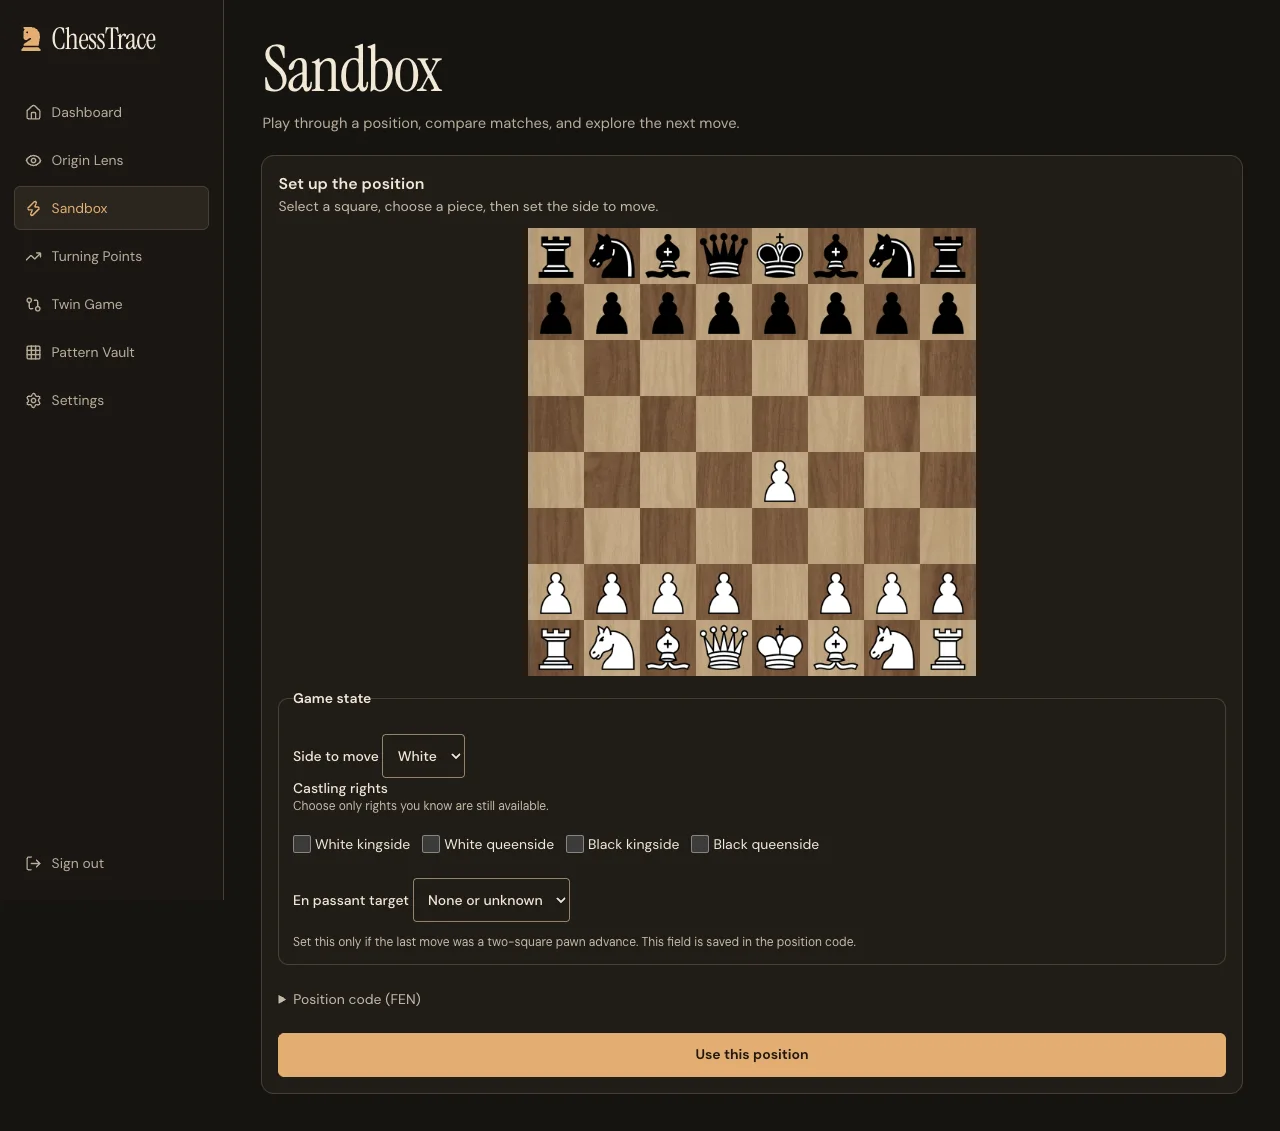 ChessTrace
Dashboard
Origin Lens
Sandbox
Turning Points
Twin Game
Pattern Vault
Settings
Sign out
Sandbox
Play through a position, compare matches, and explore the next move.
Set up the position
Select a square, choose a piece, then set the side to move.
Game state
Side to move White
Castling rights
Choose only rights you know are still available.
White kingside White queenside Black kingside Black queenside
En passant target None or unknown
Set this only if the last move was a two-square pawn advance. This field is saved in the position code.
Position code (FEN)
Use this position